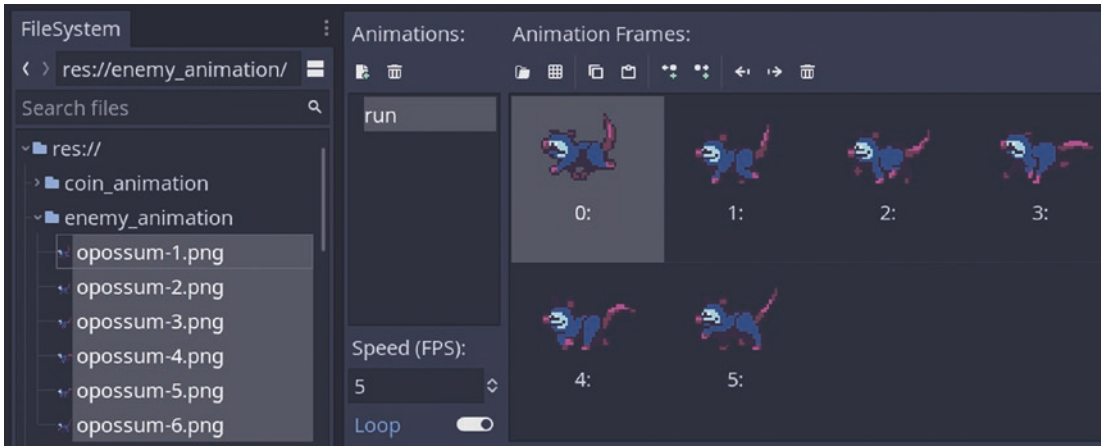 FileSystem
res://enemy_animation/
Search files
res://
coin_animation
enemy_animation
opossum-1.png
opossum-2.png
opossum-3.png
opossum-4.png
opossum-5.png
opossum-6.png
Animations:
run
Speed (FPS):
5
Loop
Animation Frames:
0:
1:
2:
3:
4:
5: